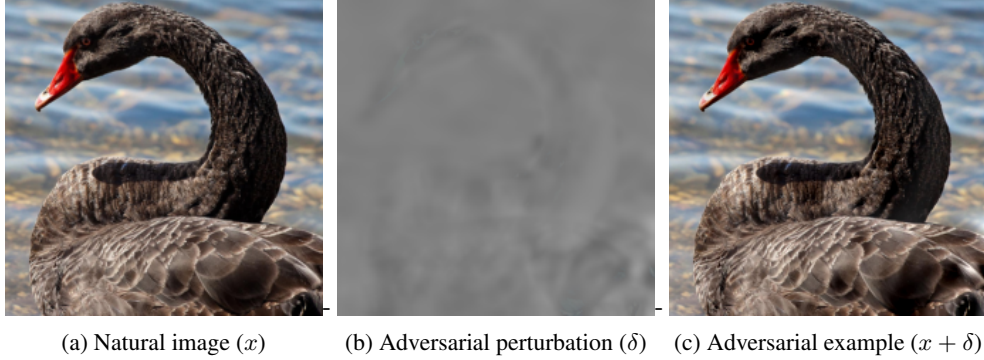 (a) Natural image (x)
(b) Adversarial perturbation (δ)
(c) Adversarial example (x + δ)